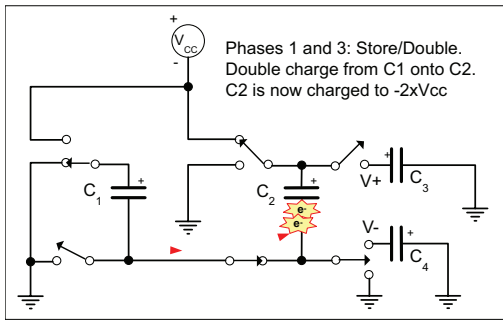 +
VCC
-
Phases 1 and 3: Store/Double.
Double charge from C1 onto C2.
C2 is now charged to -2xVcc
+
C1
+
C2
e-
e-
+
V+
C3
V-
+
C4